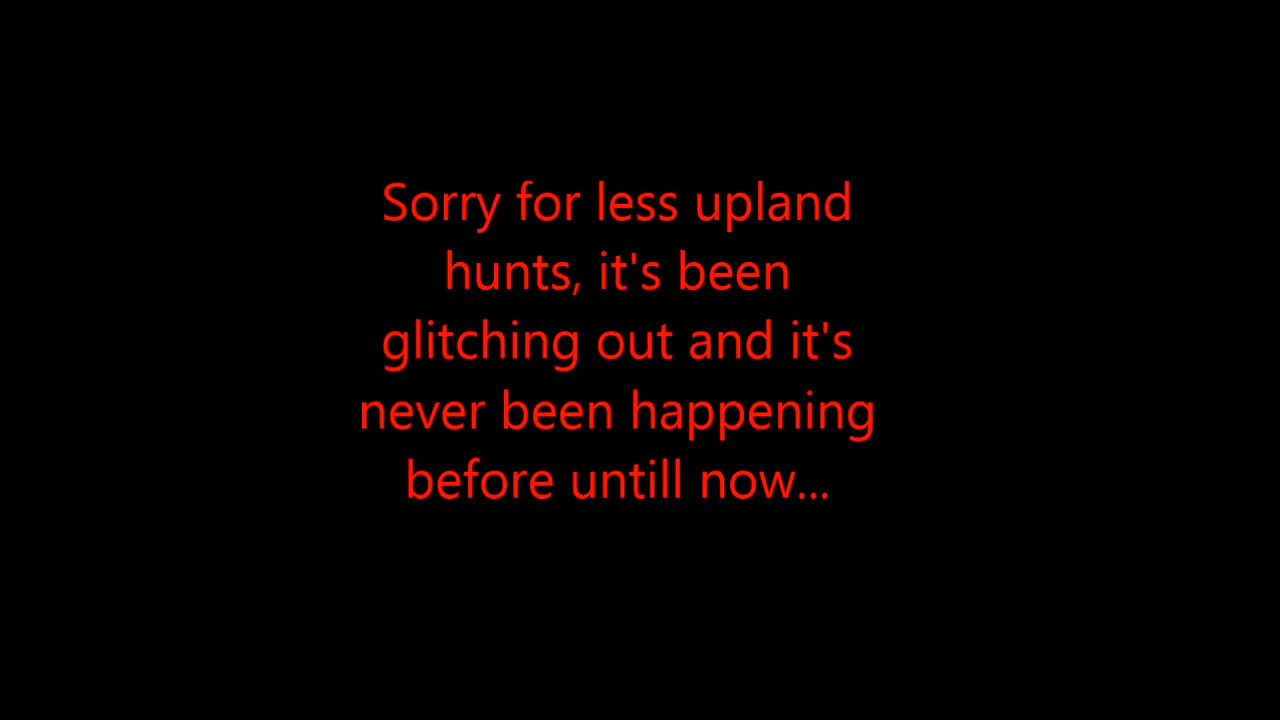 Sorry for less upland
hunts, it's been
glitching out and it's
never been happening
before untill now...